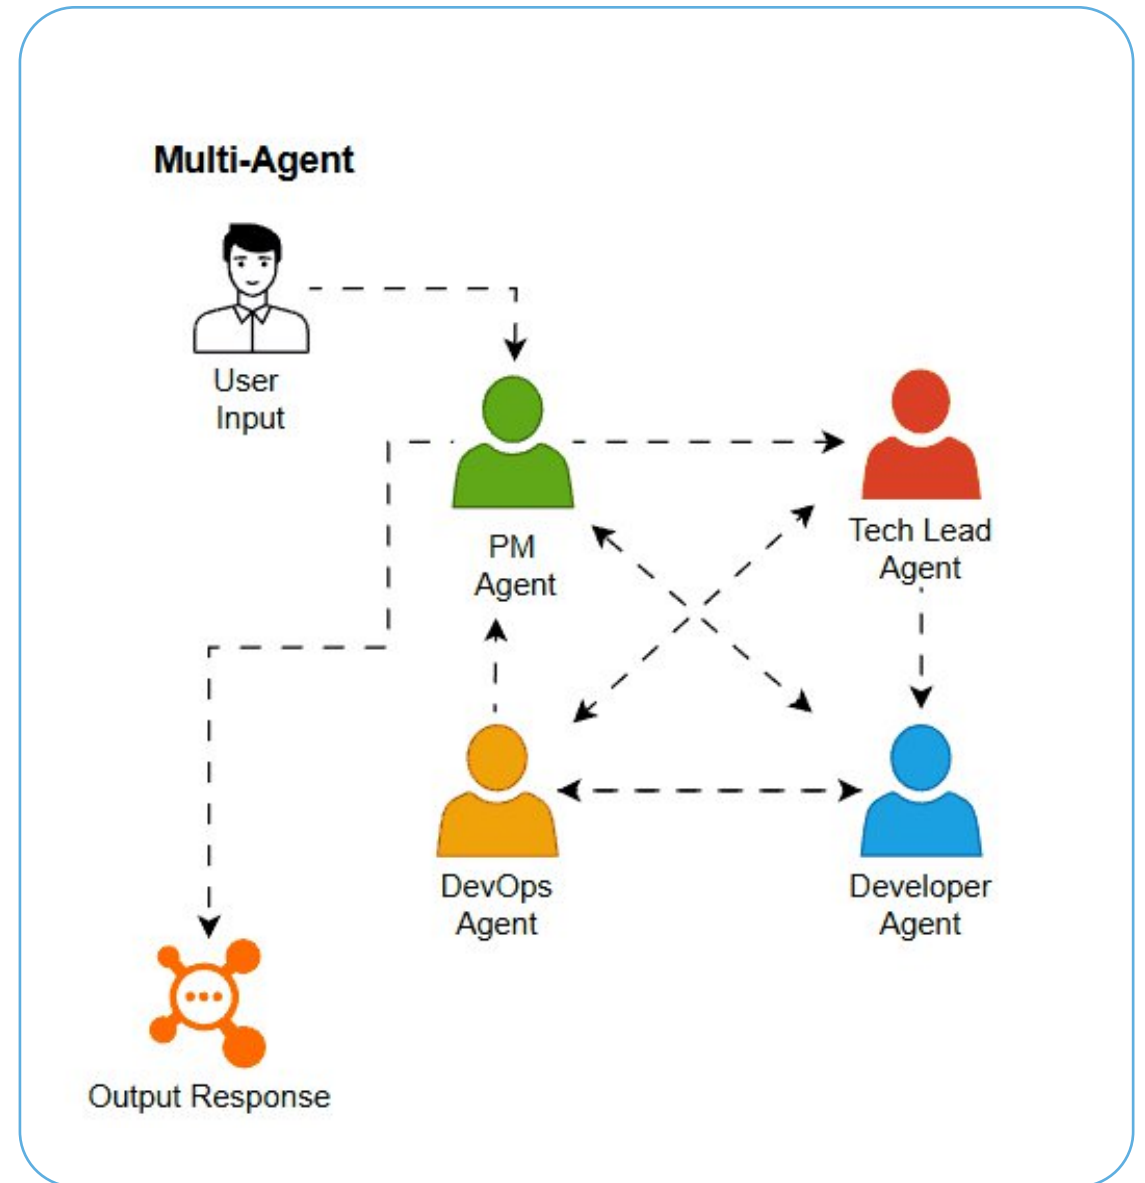 Multi-Agent
User
Input
PM
Agent
Tech Lead
Agent
DevOps
Agent
Developer
Agent
Output Response